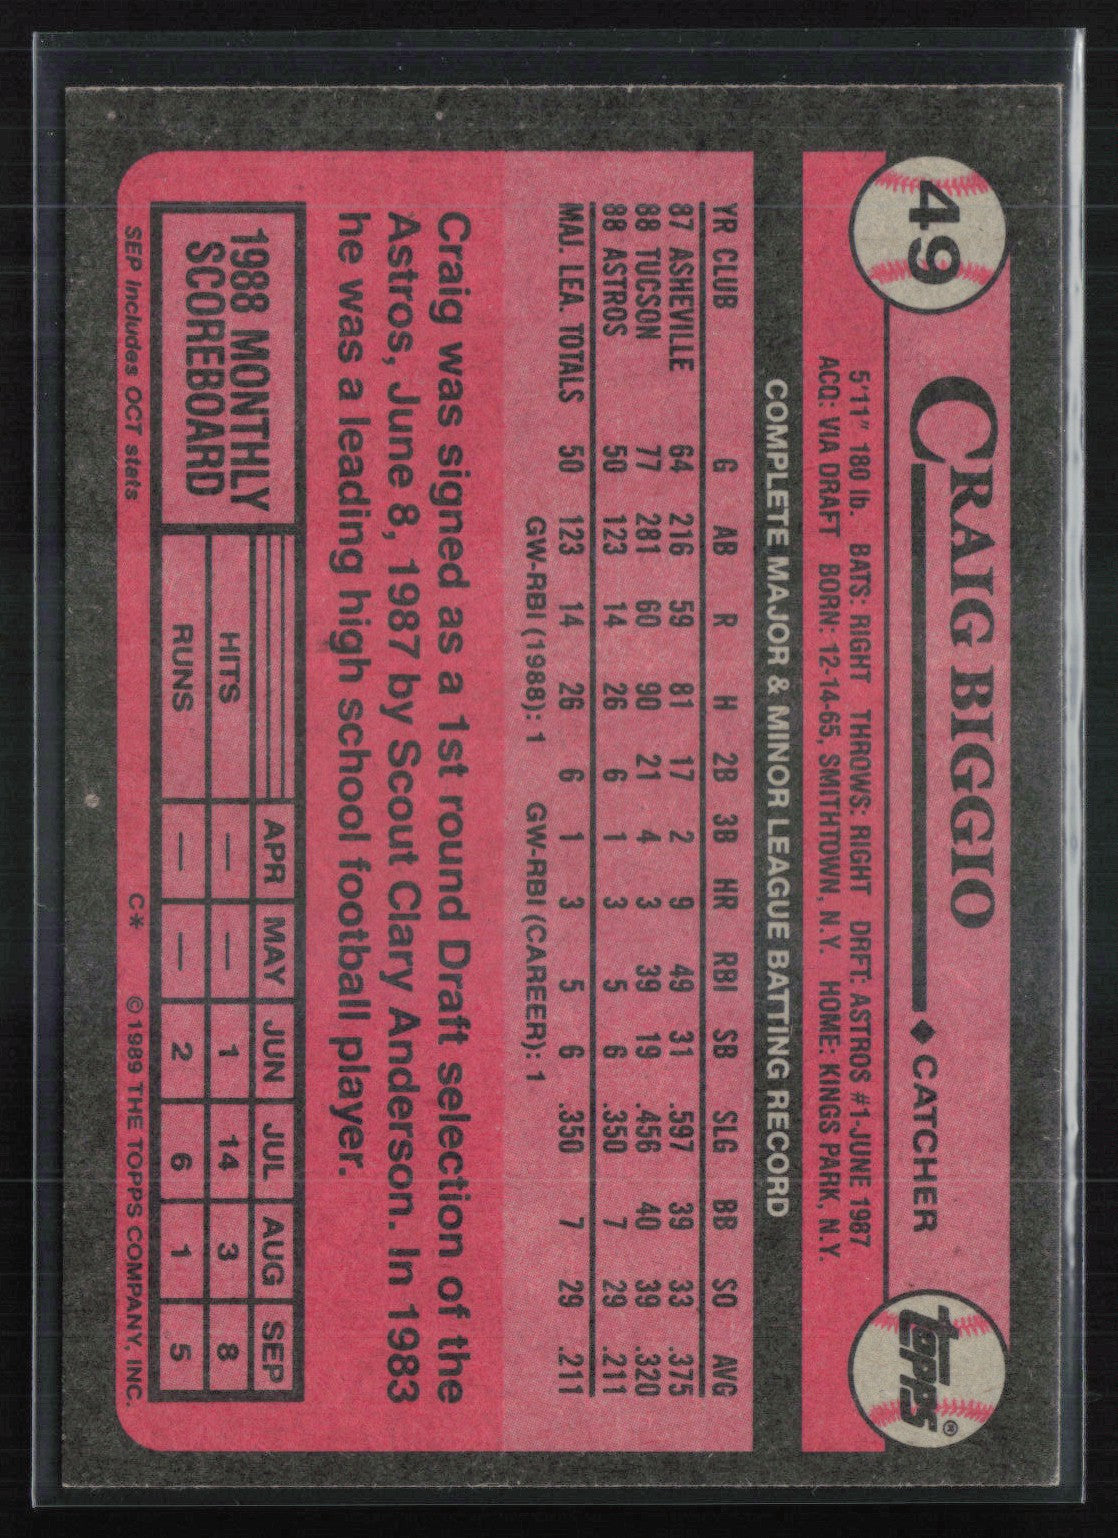 49
CRAIG BIGGIO ◆ CATCHER
TOPPS®
5'11" 180 lb. BATS: RIGHT THROWS: RIGHT DRFT: ASTROS #1-JUNE 1987
ACQ: VIA DRAFT BORN: 12-14-65, SMITHTOWN, N.Y. HOME: KINGS PARK, N.Y.
COMPLETE MAJOR & MINOR LEAGUE BATTING RECORD
YR CLUB G AB R H 2B 3B HR RBI SB SLG BB SO AVG
87 ASHEVILLE 64 216 59 81 17 2 9 49 31 .597 39 33 .375
88 TUCSON 77 281 60 90 21 4 3 39 19 .456 40 39 .320
88 ASTROS 50 123 14 26 6 1 3 5 6 .350 7 29 .211
MAJ. LEA. TOTALS 50 123 14 26 6 1 3 5 6 .350 7 29 .211
GW-RBI (1988): 1 GW-RBI (CAREER): 1
Craig was signed as a 1st round Draft selection of the
Astros, June 8, 1987 by Scout Clary Anderson. In 1983
he was a leading high school football player.
1988 MONTHLY
SCOREBOARD
APR MAY JUN JUL AUG SEP
HITS — — 1 14 3 8
RUNS — — 2 6 1 5
SEP Includes OCT stats
C* © 1989 THE TOPPS COMPANY, INC.